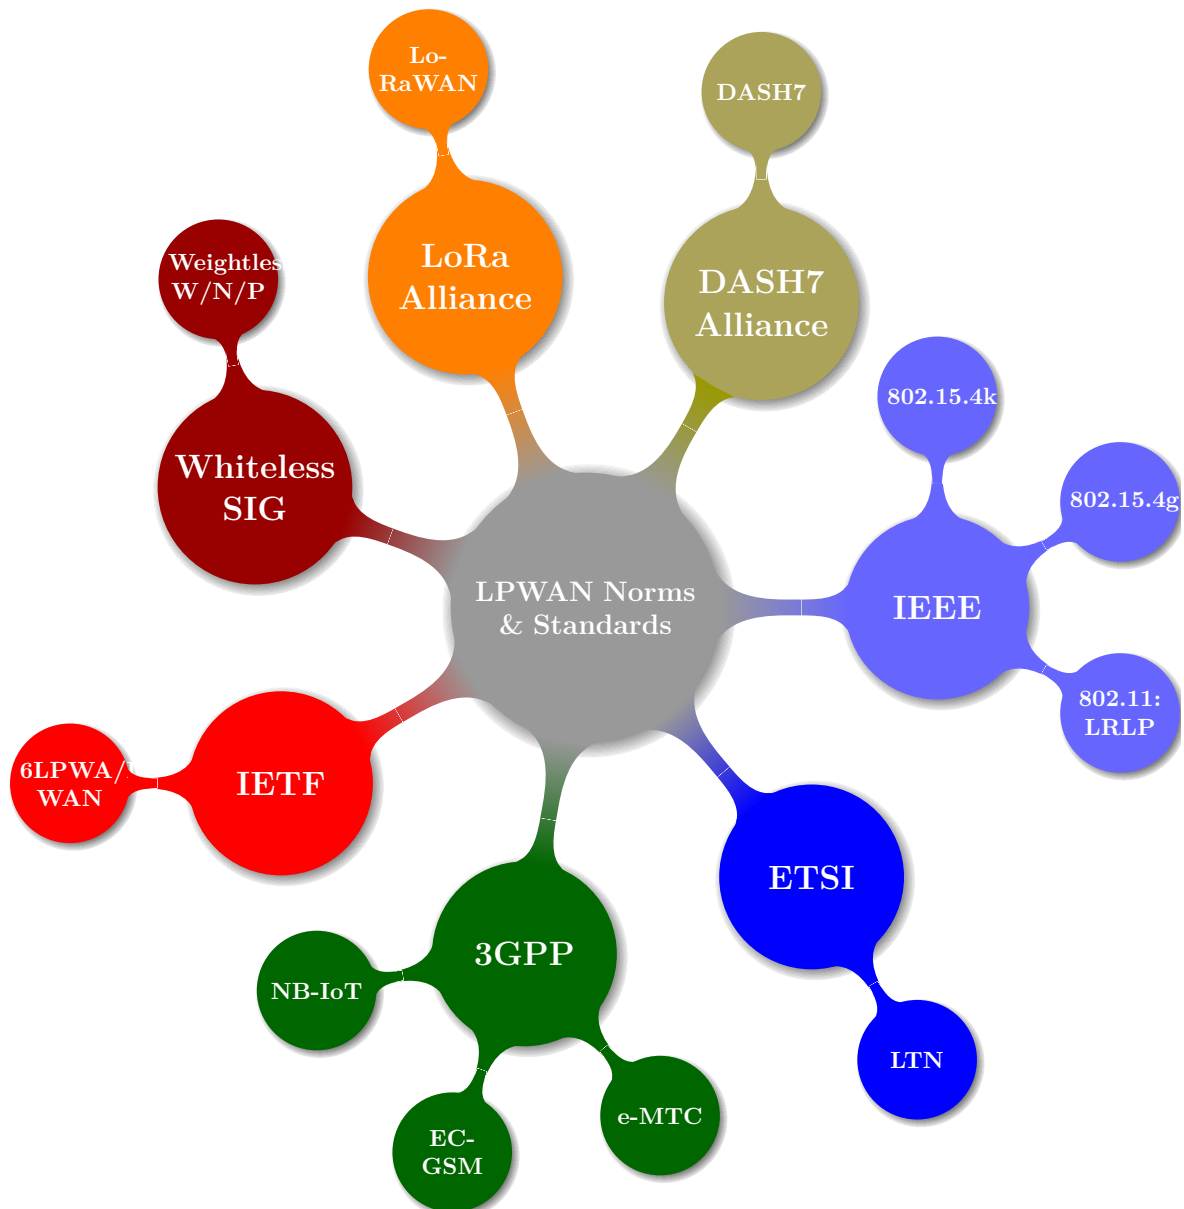 Lo-
RaWAN
DASH7
LoRa
Alliance
DASH7
Alliance
Weightles
W/N/P
Whiteless
SIG
802.15.4k
802.15.4g
LPWAN Norms
& Standards
IEEE
802.11:
LRLP
6LPWA/
WAN
IETF
ETSI
3GPP
NB-IoT
LTN
e-MTC
EC-
GSM